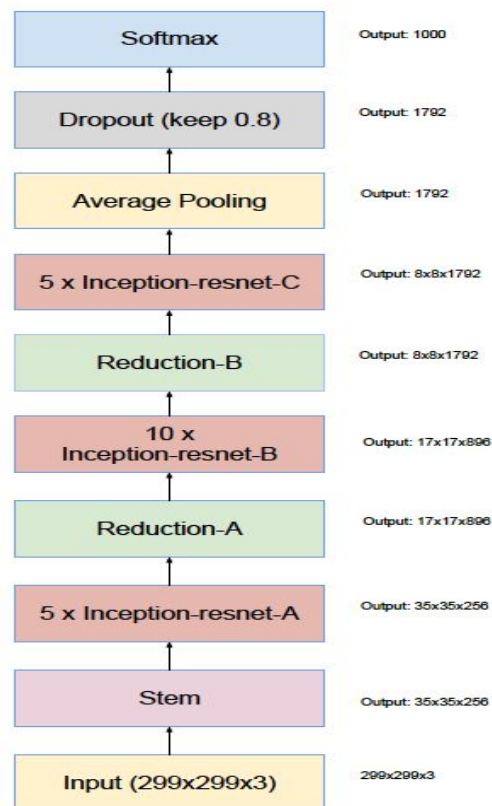 Softmax
Output: 1000
Dropout (keep 0.8)
Output: 1792
Average Pooling
Output: 1792
5 x Inception-resnet-C
Output: 8x8x1792
Reduction-B
Output: 8x8x1792
10 x
Inception-resnet-B
Output: 17x17x896
Reduction-A
Output: 17x17x896
5 x Inception-resnet-A
Output: 35x35x256
Stem
Output: 35x35x256
Input (299x299x3)
299x299x3